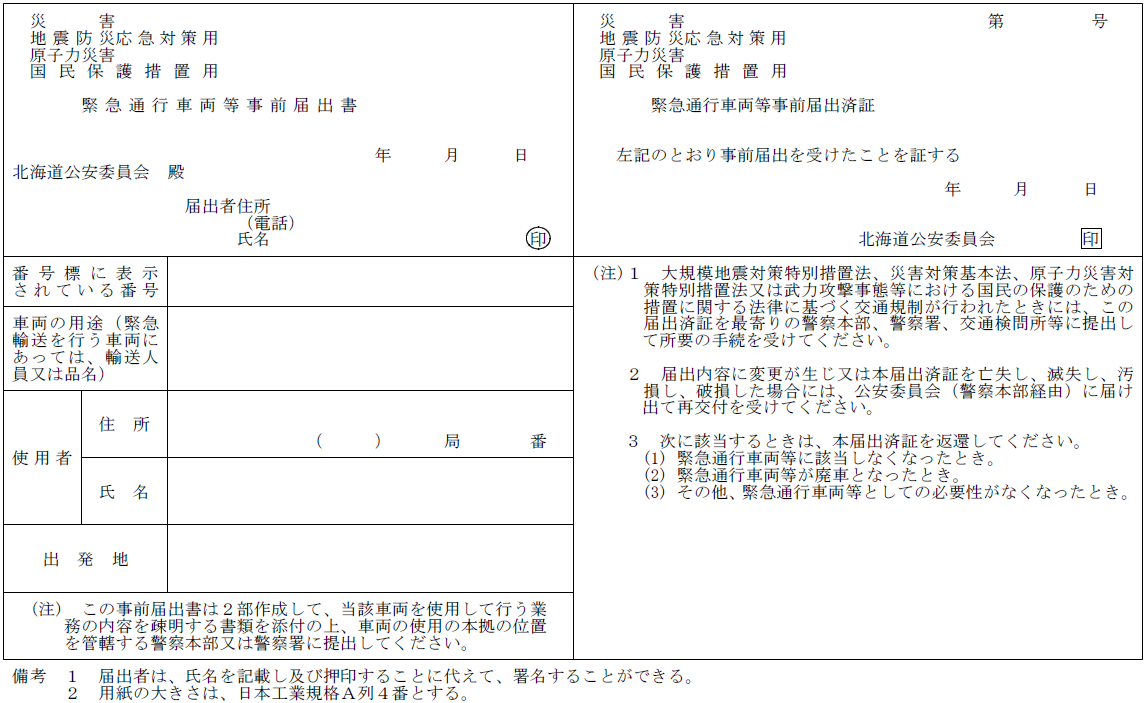 災　　害
地震防災応急対策用
原子力災害
国民保護措置用
緊急通行車両等事前届出書
年　　月　　日
北海道公安委員会　殿
届出者住所
（電話）
氏名　　印
番号標に表示
されている番号
車両の用途（緊急
輸送を行う車両に
あっては、輸送人
員又は品名）
使用者
住　所
（　　）　　局　　番
氏　名
出　発　地
（注）　この事前届出書は２部作成して、当該車両を使用して行う業
務の内容を疎明する書類を添付の上、車両の使用の本拠の位置
を管轄する警察本部又は警察署に提出してください。
災　　害　　第　　号
地震防災応急対策用
原子力災害
国民保護措置用
緊急通行車両等事前届出済証
左記のとおり事前届出を受けたことを証する
年　　月　　日
北海道公安委員会　　印
（注）１　大規模地震対策特別措置法、災害対策基本法、原子力災害対
策特別措置法又は武力攻撃事態等における国民の保護のための
措置に関する法律に基づく交通規制が行われたときには、この
届出済証を最寄りの警察本部、警察署、交通検問所等に提出し
て所要の手続を受けてください。
２　届出内容に変更が生じ又は本届出済証を亡失し、滅失し、汚
損し、破損した場合には、公安委員会（警察本部経由）に届け
出て再交付を受けてください。
３　次に該当するときは、本届出済証を返還してください。
(1) 緊急通行車両等に該当しなくなったとき。
(2) 緊急通行車両等が廃車となったとき。
(3) その他、緊急通行車両等としての必要性がなくなったとき。
備考　１　届出者は、氏名を記載し及び押印することに代えて、署名することができる。
２　用紙の大きさは、日本工業規格Ａ列４番とする。